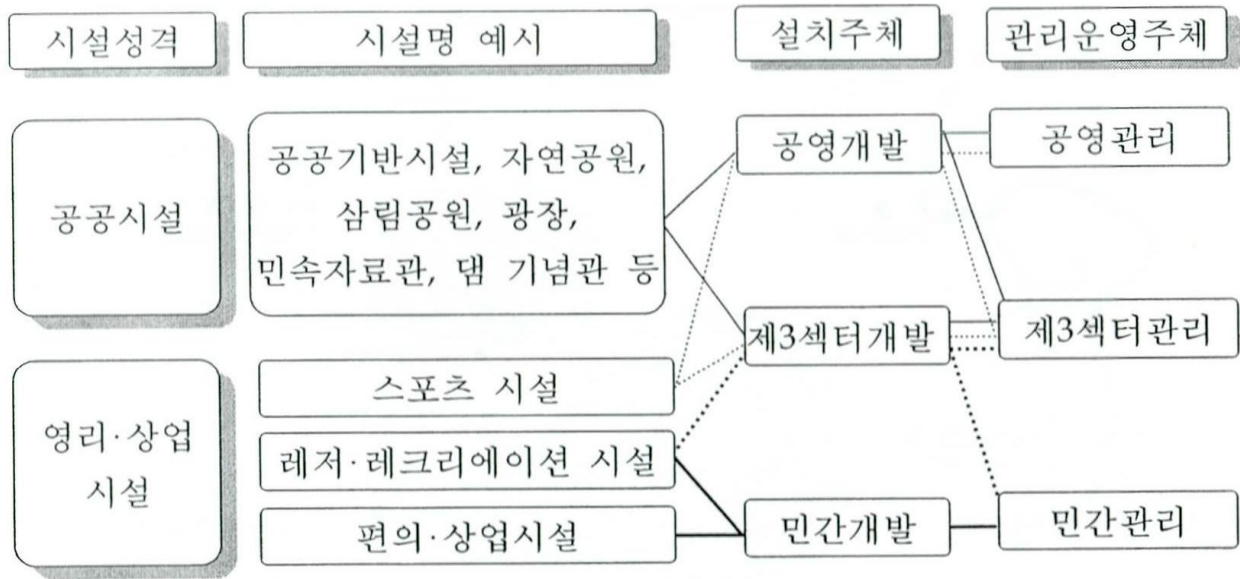 시설성격
시설명 예시
설치주체
관리운영주체
공공시설
공공기반시설, 자연공원,
삼림공원, 광장,
민속자료관, 댐 기념관 등
공영개발
공영관리
제3섹터개발
제3섹터관리
영리·상업
시설
스포츠 시설
레저·레크리에이션 시설
편의·상업시설
민간개발
민간관리